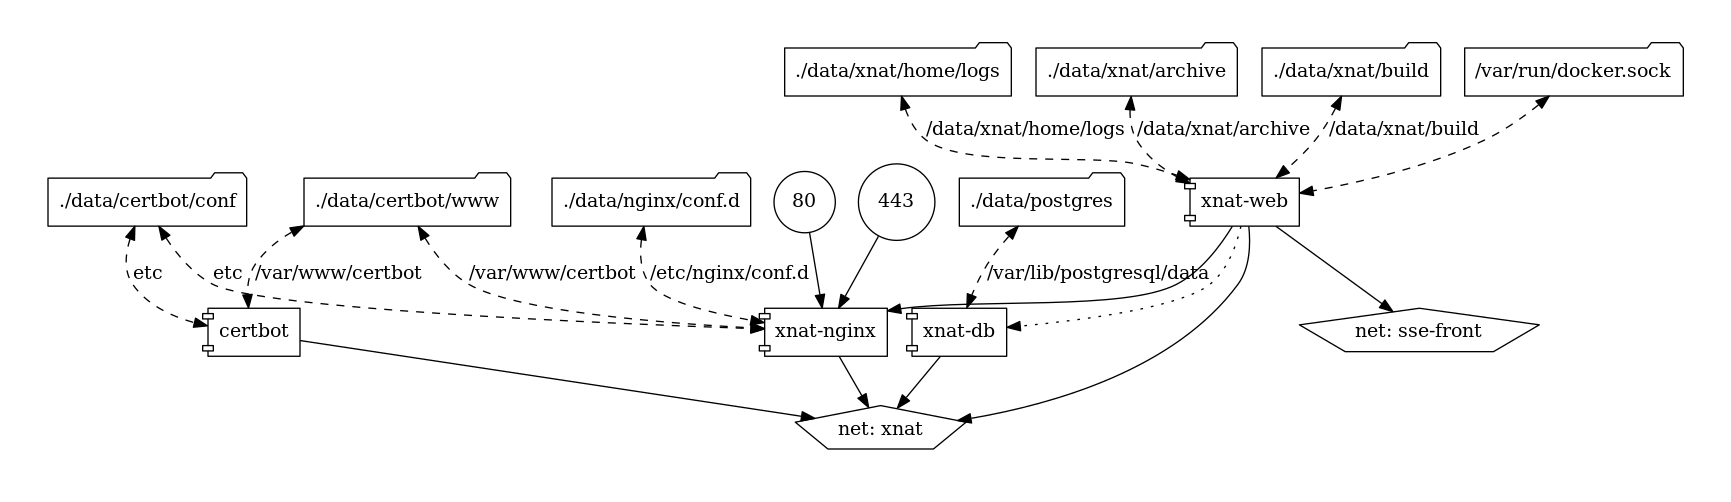 ./data/xnat/home/logs
./data/xnat/archive
./data/xnat/build
/var/run/docker.sock
/data/xnat/home/logs
/data/xnat/archive
/data/xnat/build
./data/certbot/conf
./data/certbot/www
./data/nginx/conf.d
80
443
./data/postgres
xnat-web
etc
etc
/var/www/certbot
/var/www/certbot
/etc/nginx/conf.d
/var/lib/postgresql/data
certbot
xnat-nginx
xnat-db
net: sse-front
net: xnat